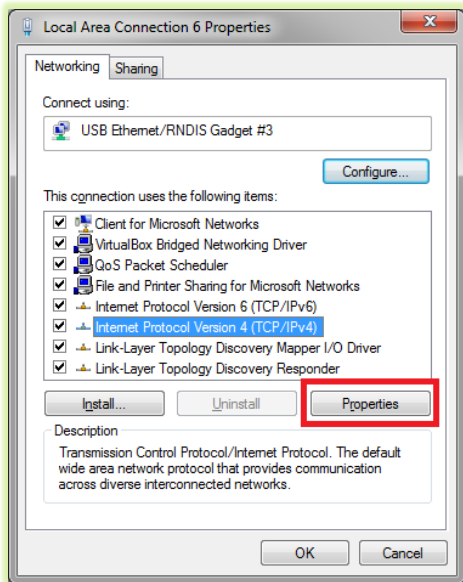 Local Area Connection 6 Properties
Networking
Sharing
Connect using:
USB Ethernet/RNDIS Gadget #3
Configure...
This connection uses the following items:
Client for Microsoft Networks
VirtualBox Bridged Networking Driver
QoS Packet Scheduler
File and Printer Sharing for Microsoft Networks
Internet Protocol Version 6 (TCP/IPv6)
Internet Protocol Version 4 (TCP/IPv4)
Link-Layer Topology Discovery Mapper I/O Driver
Link-Layer Topology Discovery Responder
Install...
Uninstall
Properties
Description
Transmission Control Protocol/Internet Protocol. The default
wide area network protocol that provides communication
across diverse interconnected networks.
OK
Cancel